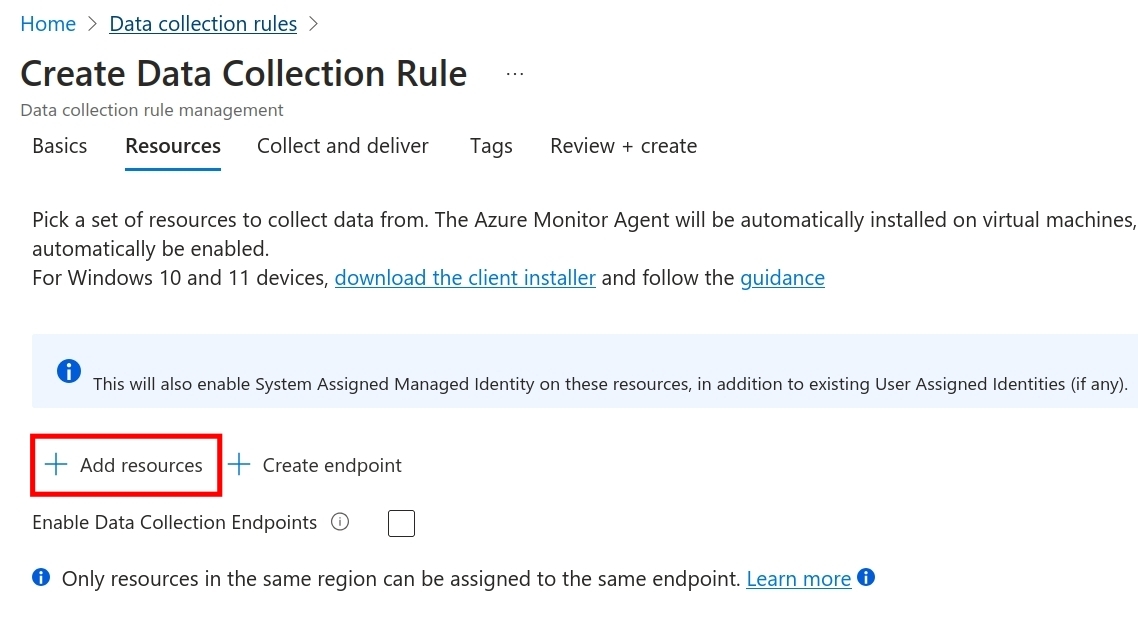 Home > Data collection rules >
Create Data Collection Rule ...
Data collection rule management
Basics Resources Collect and deliver Tags Review + create
Pick a set of resources to collect data from. The Azure Monitor Agent will be automatically installed on virtual machines,
automatically be enabled.
For Windows 10 and 11 devices, download the client installer and follow the guidance
This will also enable System Assigned Managed Identity on these resources, in addition to existing User Assigned Identities (if any).
+ Add resources + Create endpoint
Enable Data Collection Endpoints
Only resources in the same region can be assigned to the same endpoint. Learn more